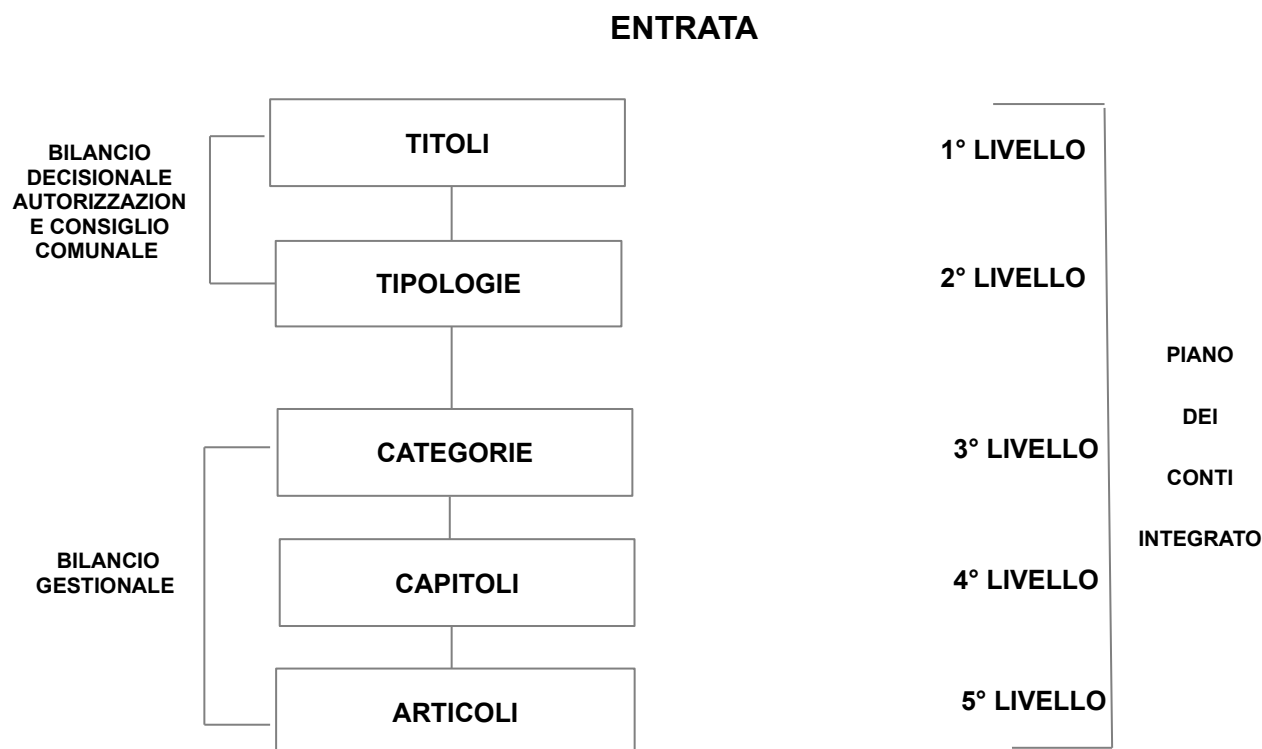 ENTRATA
BILANCIO
DECISIONALE
AUTORIZZAZION
E CONSIGLIO
COMUNALE
TITOLI
1° LIVELLO
TIPOLOGIE
2° LIVELLO
PIANO
DEI
CONTI
INTEGRATO
CATEGORIE
3° LIVELLO
BILANCIO
GESTIONALE
CAPITOLI
4° LIVELLO
ARTICOLI
5° LIVELLO